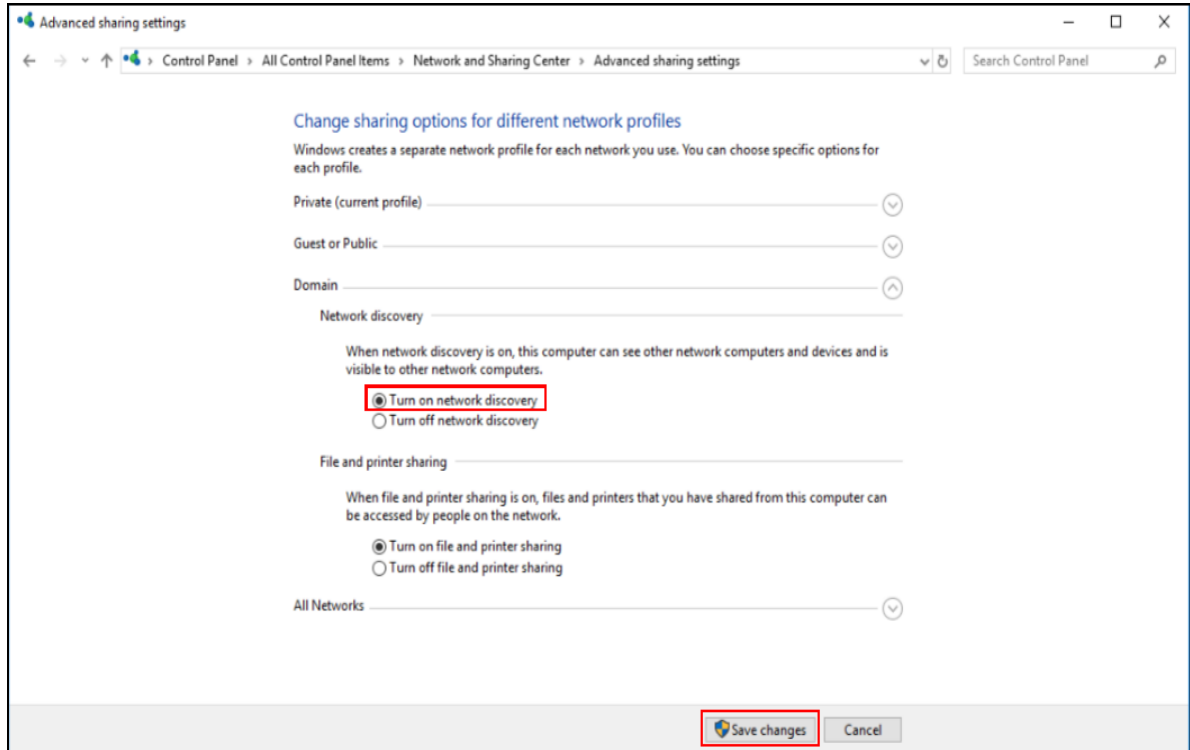 Advanced sharing settings
Control Panel > All Control Panel Items > Network and Sharing Center > Advanced sharing settings
Search Control Panel
Change sharing options for different network profiles
Windows creates a separate network profile for each network you use. You can choose specific options for
each profile.
Private (current profile)
Guest or Public
Domain
Network discovery
When network discovery is on, this computer can see other network computers and devices and is
visible to other network computers.
Turn on network discovery
Turn off network discovery
File and printer sharing
When file and printer sharing is on, files and printers that you have shared from this computer can
be accessed by people on the network.
Turn on file and printer sharing
Turn off file and printer sharing
All Networks
Save changes
Cancel